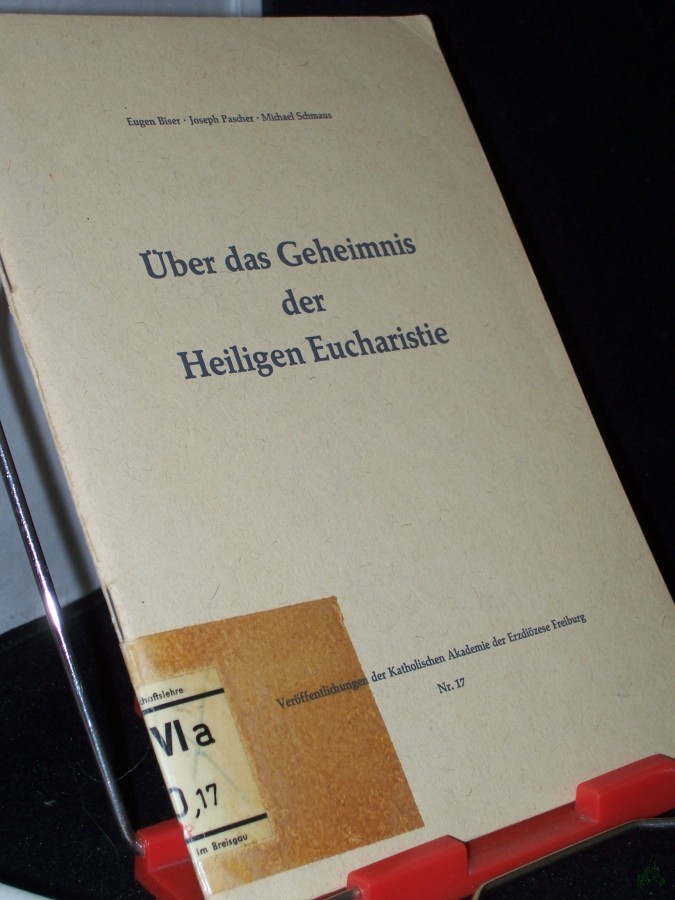 Eugen Biser · Joseph Pascher · Michael Schmaus
Über das Geheimnis
der
Heiligen Eucharistie
Veröffentlichungen der Katholischen Akademie der Erzdiözese Freiburg
Nr. 17
chaftslehre
VI a
,17
im Breisgau